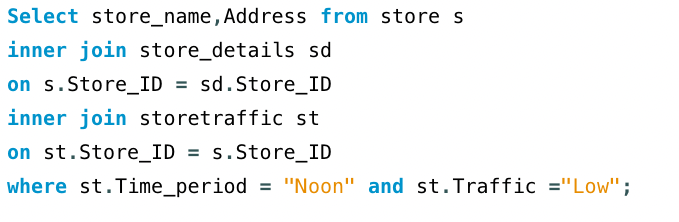 Select store_name,Address from store s
inner join store_details sd
on s.Store_ID = sd.Store_ID
inner join storetraffic st
on st.Store_ID = s.Store_ID
where st.Time_period = "Noon" and st.Traffic ="Low";